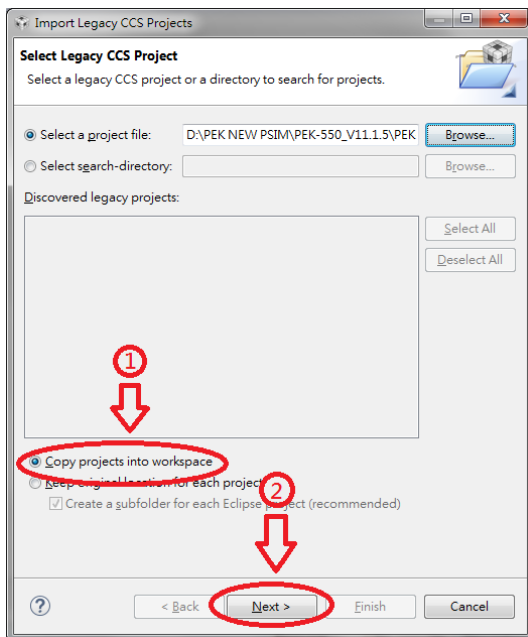 Import Legacy CCS Projects
Select Legacy CCS Project
Select a legacy CCS project or a directory to search for projects.
Select a project file: D:\PEK NEW PSIM\PEK-550_V11.1.5\PEK Browse...
Select search-directory: Browse...
Discovered legacy projects:
Select All
Deselect All
1
Copy projects into workspace
Keep original location for each project
2
Create a subfolder for each Eclipse project (recommended)
? < Back Next > Finish Cancel